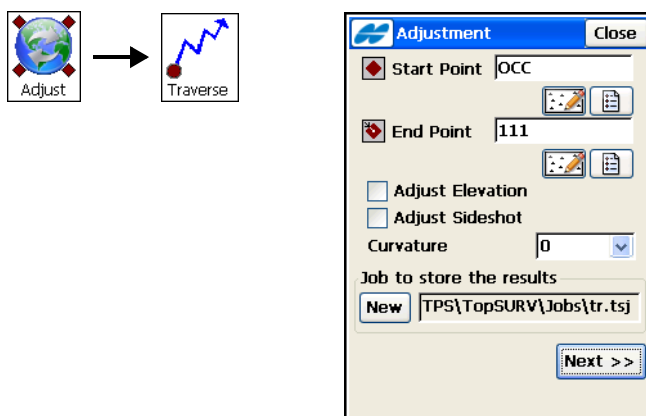 Adjust
Traverse
Adjustment Close
Start Point OCC
End Point 111
Adjust Elevation
Adjust Sideshot
Curvature 0
Job to store the results
New TPS\TopSURV\Jobs\tr.tsj
Next >>